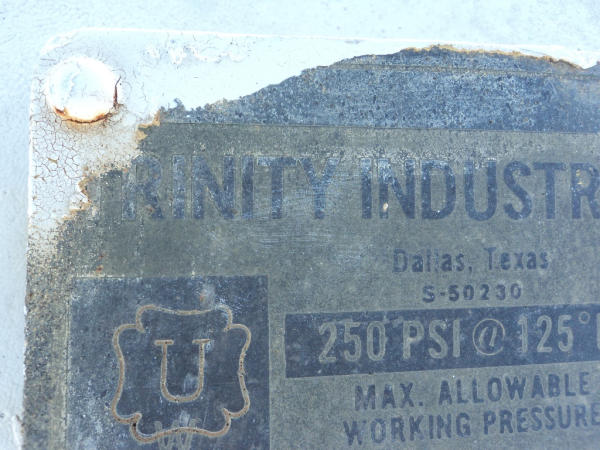 TRINITY INDUSTR
Dallas, Texas
S-50230
250 PSI @ 125°
U
W
MAX. ALLOWABLE
WORKING PRESSURE